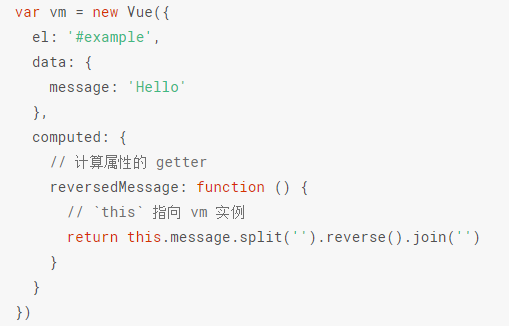 var vm = new Vue({
  el: '#example',
  data: {
    message: 'Hello'
  },
  computed: {
    // 计算属性的 getter
    reversedMessage: function () {
      // `this` 指向 vm 实例
      return this.message.split('').reverse().join('')
    }
  }
})